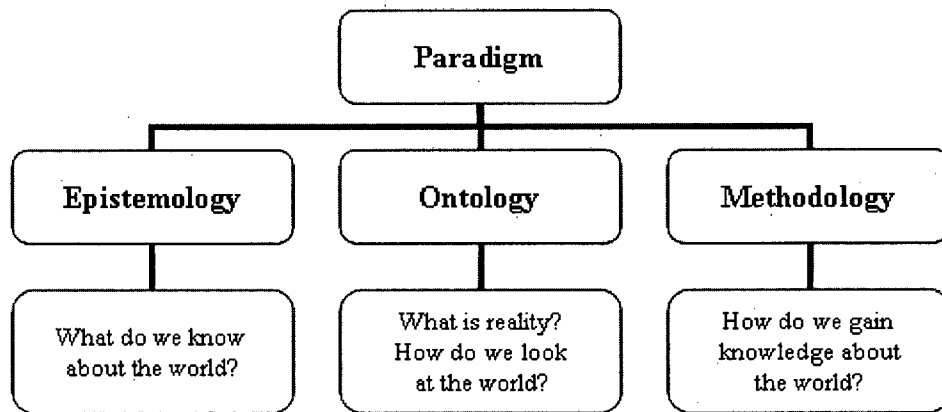 Paradigm
Epistemology
Ontology
Methodology
What do we know
about the world?
What is reality?
How do we look
at the world?
How do we gain
knowledge about
the world?